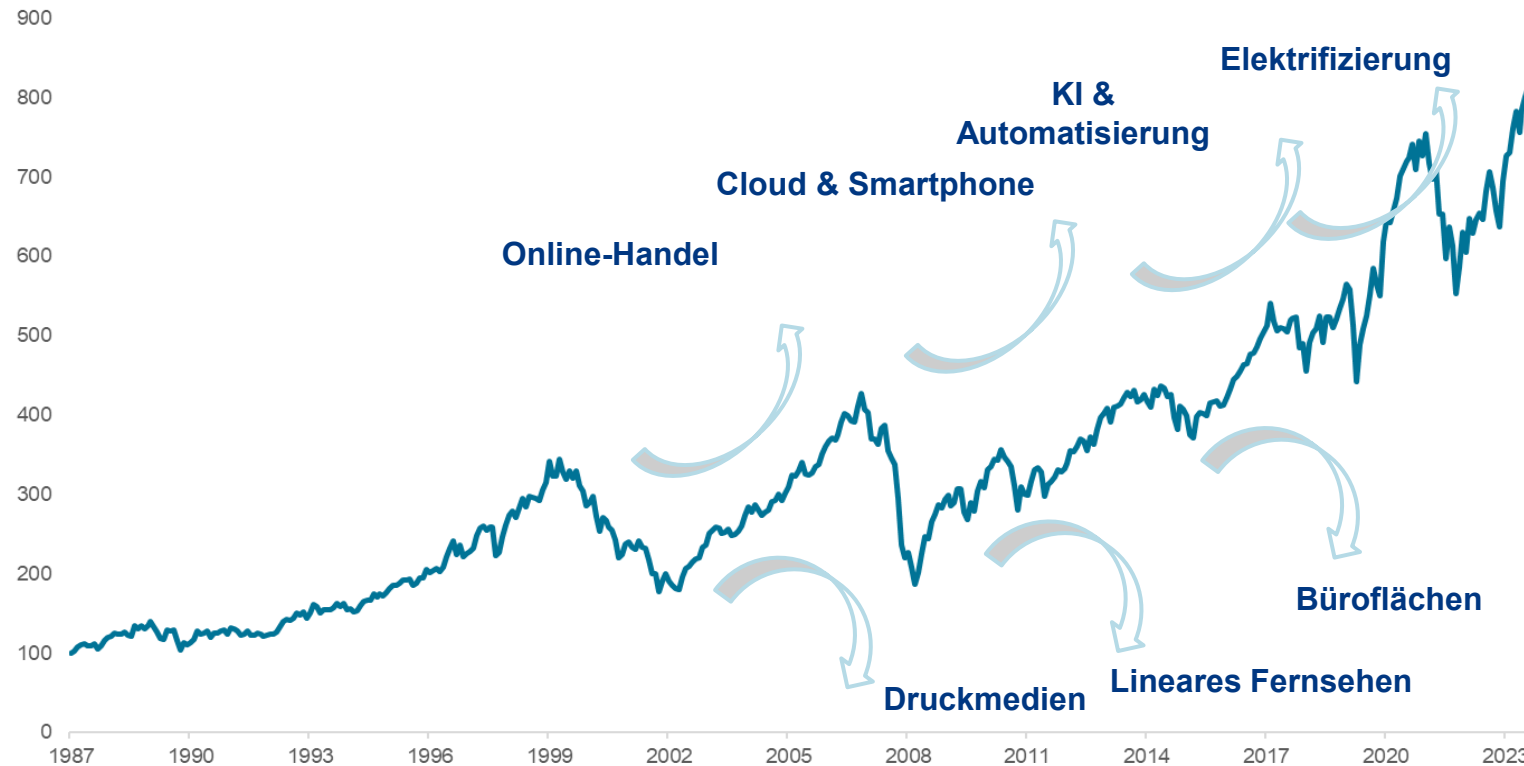 900
800
700
600
500
400
300
200
100
0
Elektrifizierung
KI &
Automatisierung
Cloud & Smartphone
Online-Handel
Büroflächen
Lineares Fernsehen
Druckmedien
1987
1990
1993
1996
1999
2002
2005
2008
2011
2014
2017
2020
2023